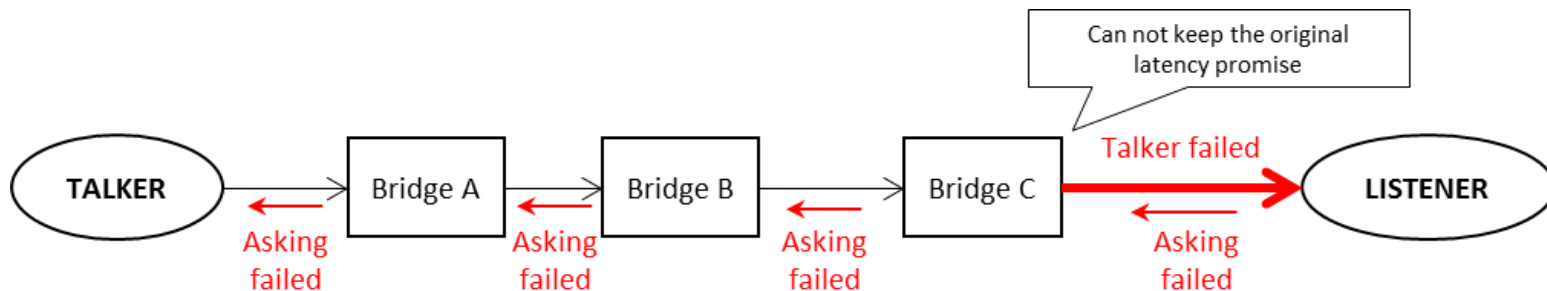 Can not keep the original
latency promise
Talker failed
TALKER
Bridge A
Bridge B
Bridge C
LISTENER
Asking
failed
Asking
failed
Asking
failed
Asking
failed